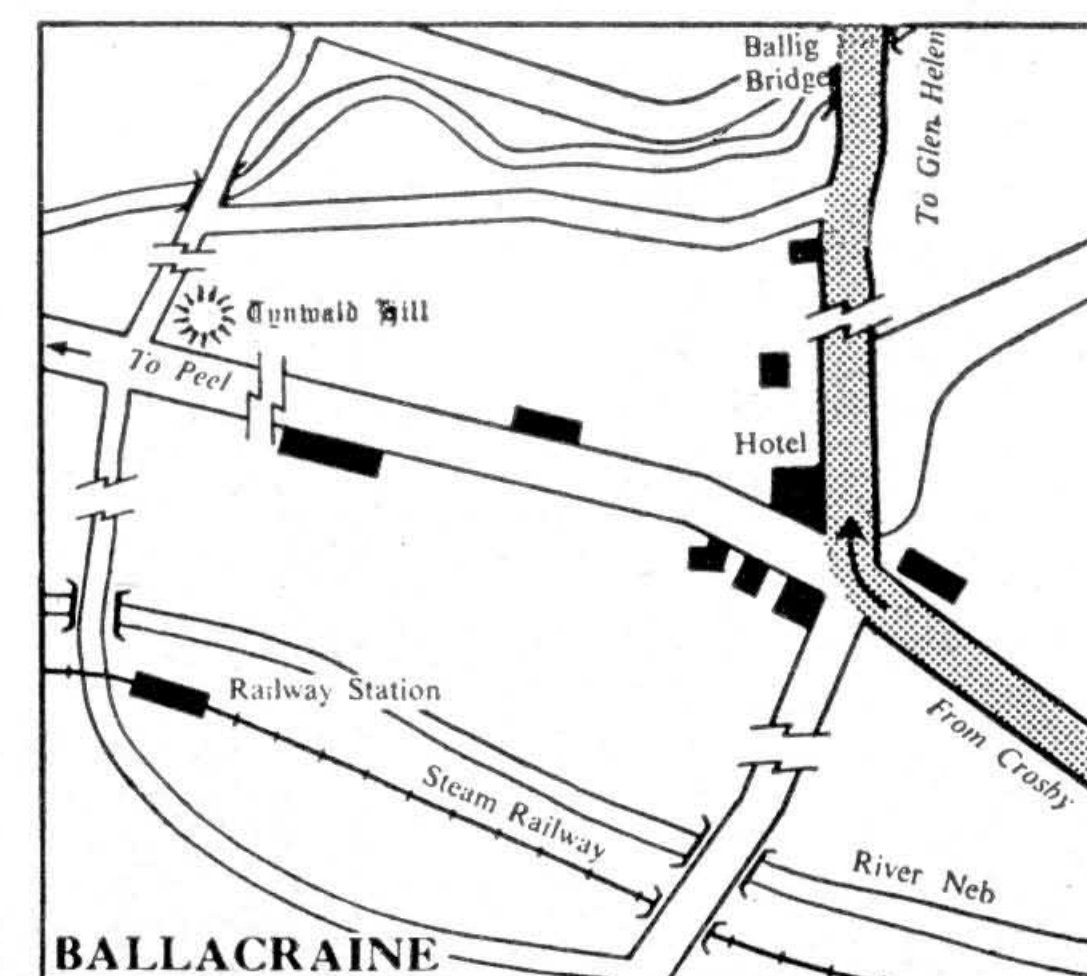 Ballig
Bridge
To Glen Helen
Tynwald Hill
To Peel
Hotel
From Crosby
Railway Station
Steam Railway
River Neb
BALLACRAINE